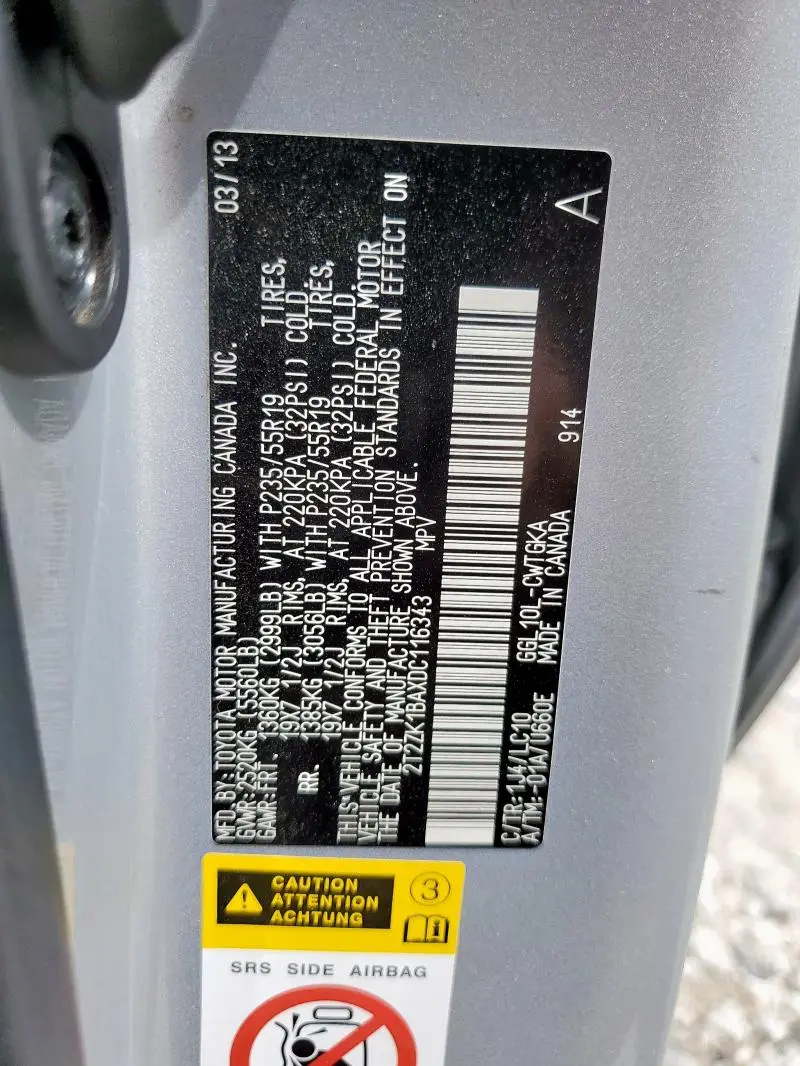 MFD. BY: TOYOTA MOTOR MANUFACTURING CANADA INC. 03/13
GVWR: 2520KG (5560LB)
GAWR: FRT. 1360KG (2999LB) WITH P235/55R19 TIRES,
19X7 1/2J RIMS, AT 220KPA (32PSI) COLD
RR. 1385KG (3056LB) WITH P235/55R19 TIRES,
19X7 1/2J RIMS, AT 220KPA (32PSI) COLD
THIS VEHICLE CONFORMS TO ALL APPLICABLE FEDERAL MOTOR
VEHICLE SAFETY AND THEFT PREVENTION STANDARDS IN EFFECT ON
THE DATE OF MANUFACTURE SHOWN ABOVE.
2T2ZK1BAXDC116343 MPV
A
C/TR: 1J4/LC10 GGL10L-CWTGKA 914
A/TM: -01A/U660E MADE IN CANADA
CAUTION
ATTENTION
ACHTUNG
3
SRS SIDE AIRBAG